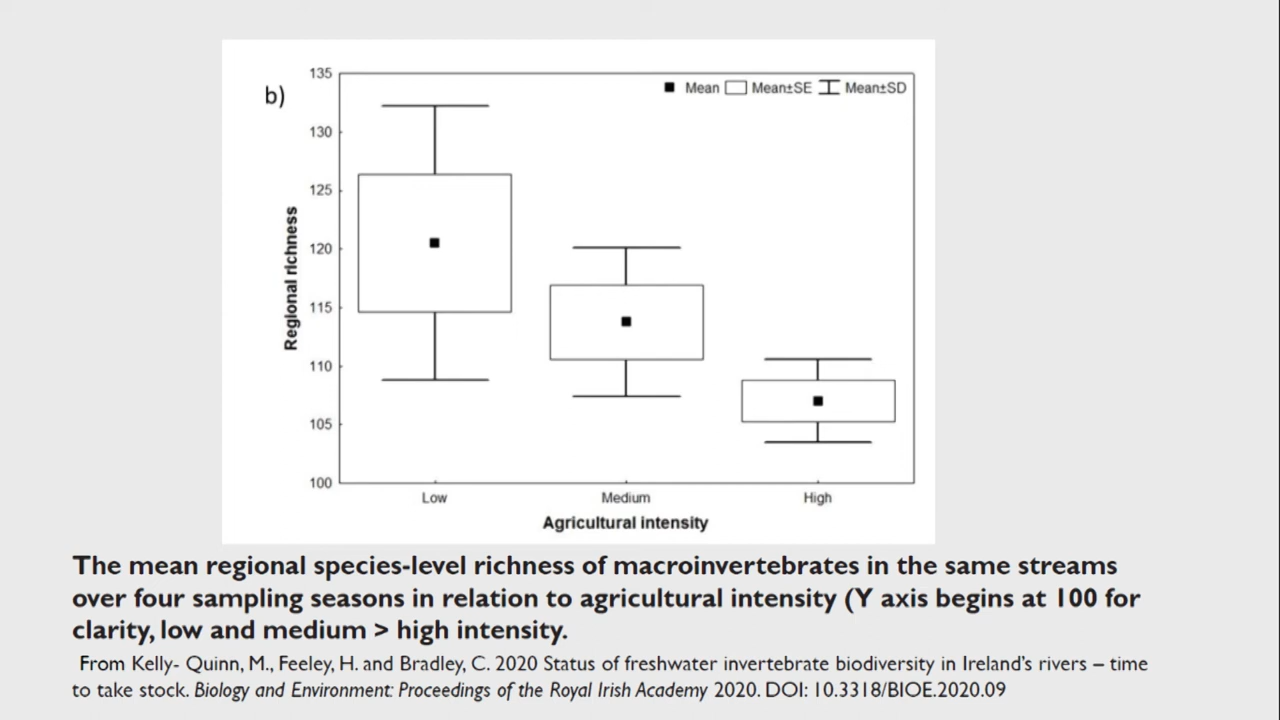 b)
Mean Mean±SE Mean±SD
135
130
125
120
115
110
105
100
Regional richness
Low Medium High
Agricultural intensity
The mean regional species-level richness of macroinvertebrates in the same streams
over four sampling seasons in relation to agricultural intensity (Y axis begins at 100 for
clarity, low and medium > high intensity.
From Kelly- Quinn, M., Feeley, H. and Bradley, C. 2020 Status of freshwater invertebrate biodiversity in Ireland's rivers – time
to take stock. Biology and Environment: Proceedings of the Royal Irish Academy 2020. DOI: 10.3318/BIOE.2020.09